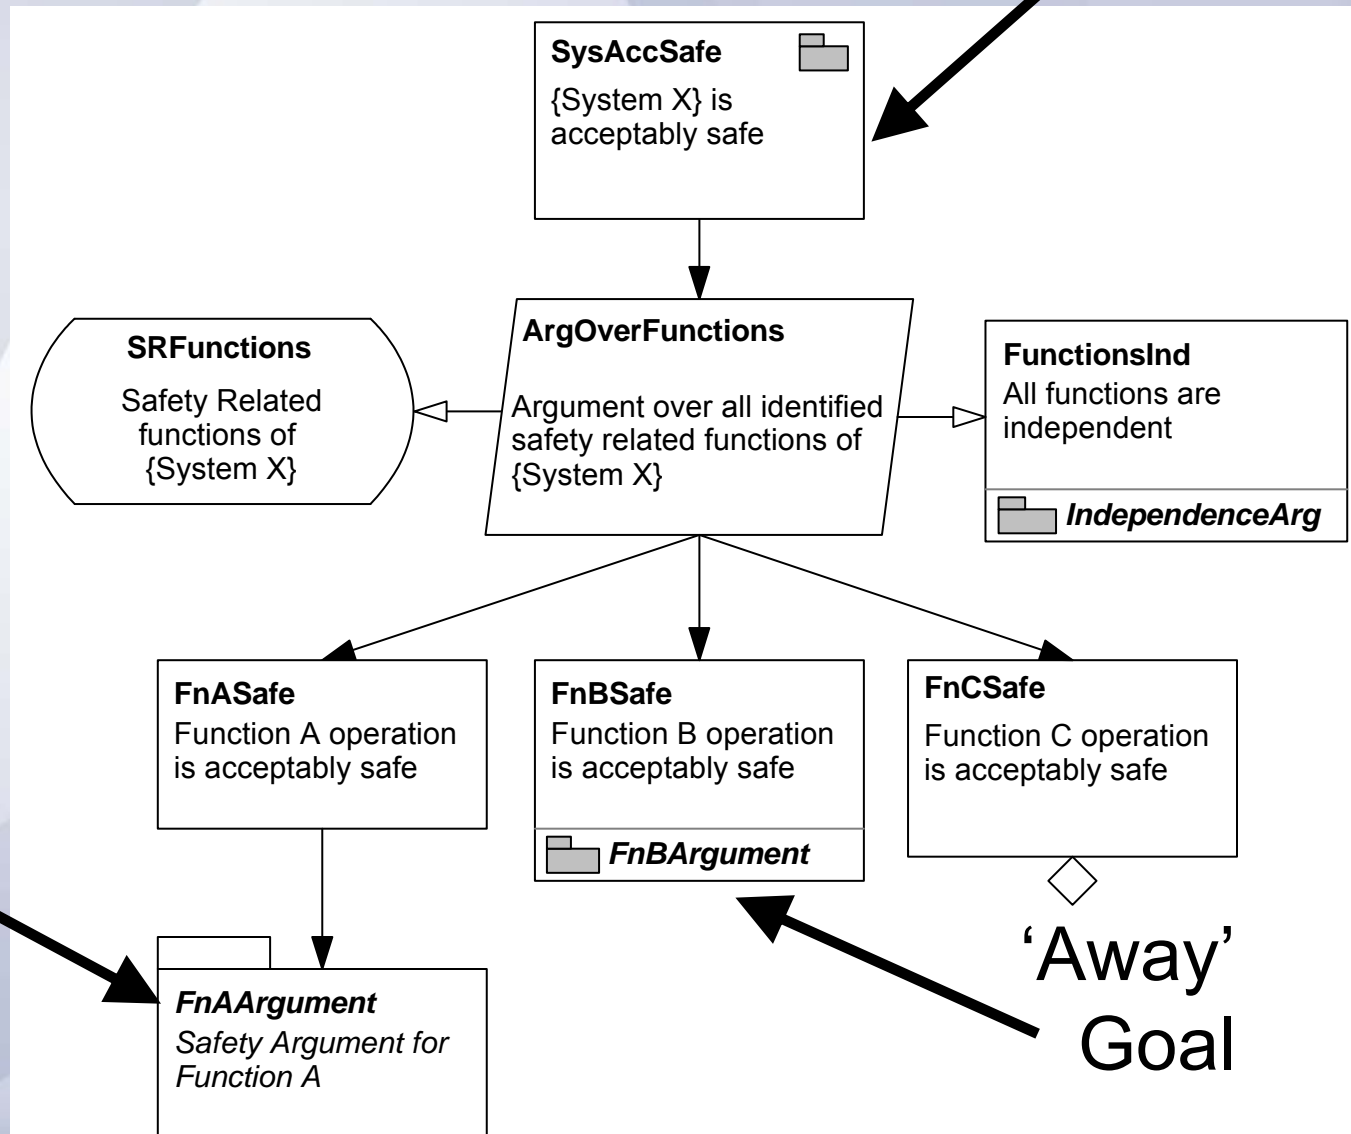 SysAccSafe
{System X} is
acceptably safe
SRFunctions
Safety Related
functions of
{System X}
ArgOverFunctions
Argument over all identified
safety related functions of
{System X}
FunctionsInd
All functions are
independent
IndependenceArg
FnASafe
Function A operation
is acceptably safe
FnBSafe
Function B operation
is acceptably safe
FnBArgument
FnCSafe
Function C operation
is acceptably safe
FnAArgument
Safety Argument for
Function A
‘Away’
Goal